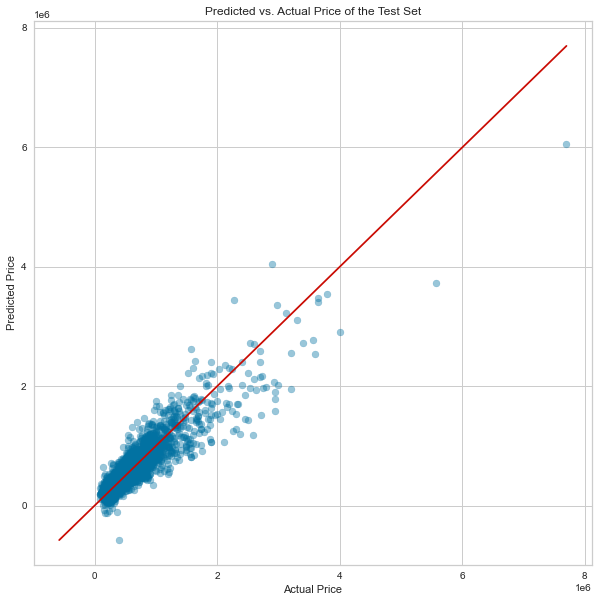 Predicted vs. Actual Price of the Test Set
1e6
8
6
4
2
0
Predicted Price
0 2 4 6 8
1e6
Actual Price